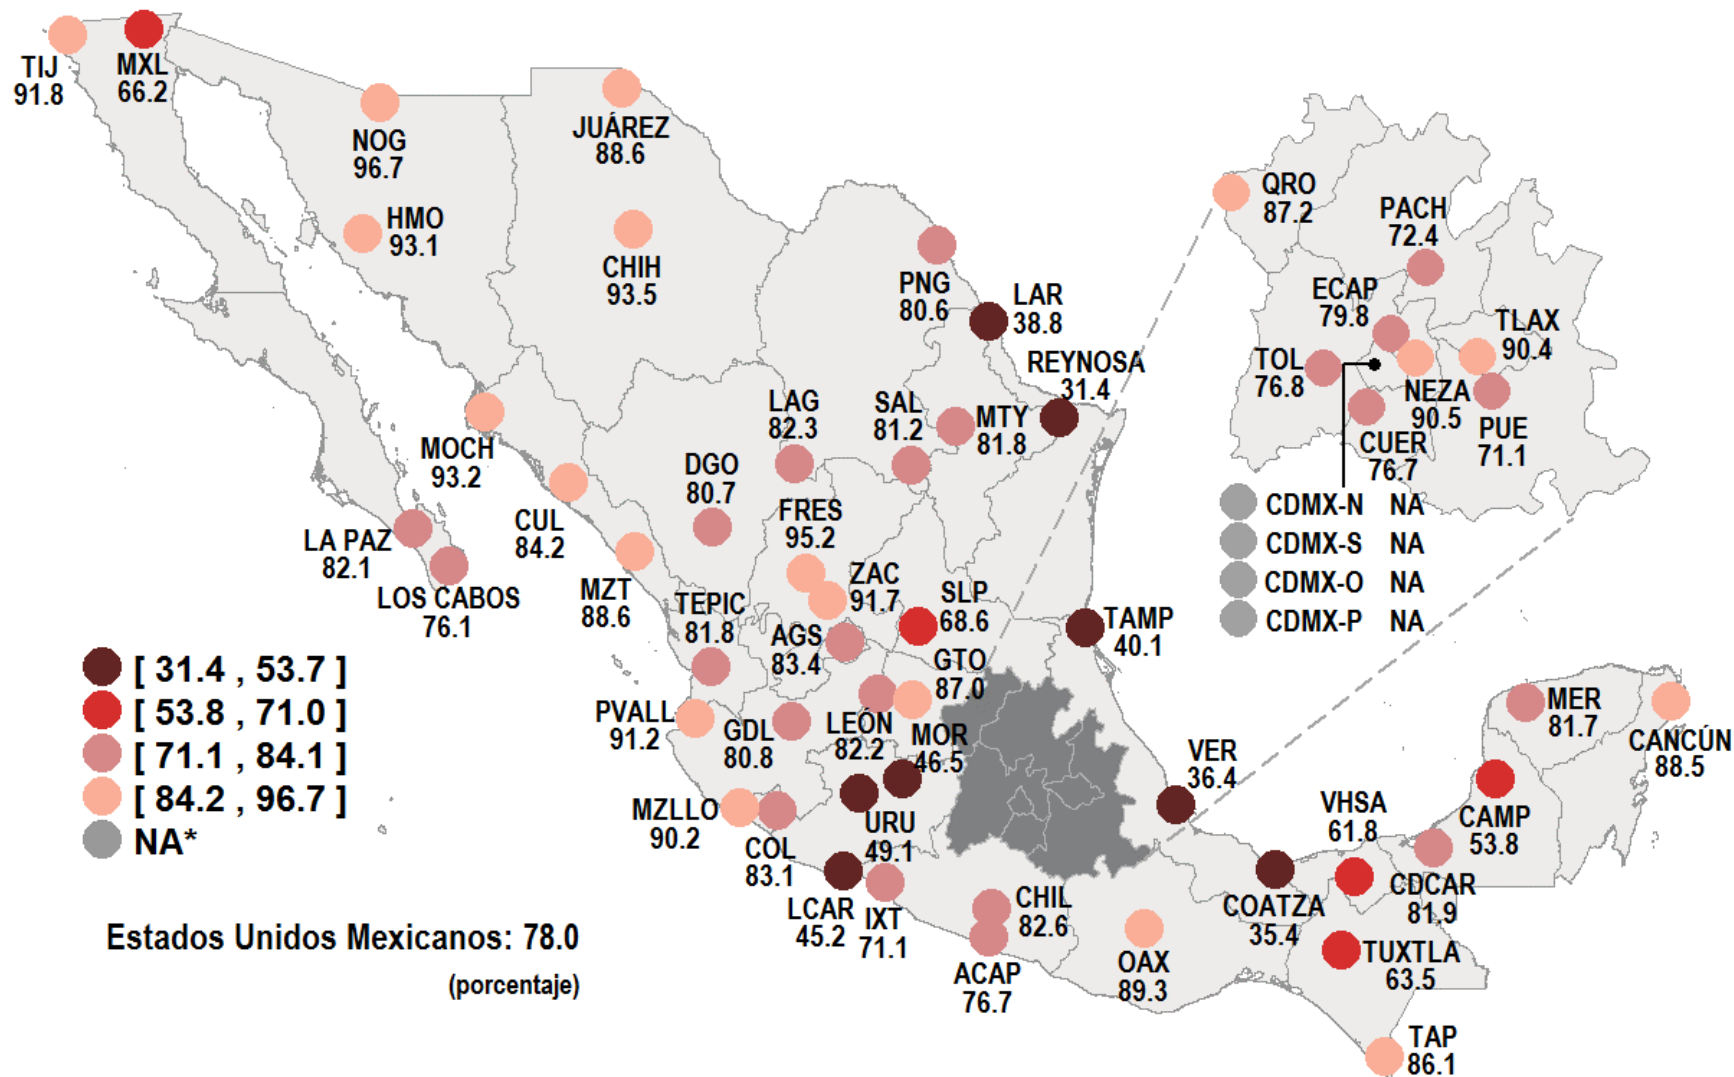 TIJ
91.8
MXL
66.2
NOG
96.7
HMO
93.1
JUÁREZ
88.6
CHIH
93.5
PNG
80.6
LAR
38.8
REYNOSA
31.4
LAG
82.3
SAL
81.2
MTY
81.8
MOCH
93.2
DGO
80.7
FRES
95.2
CUL
84.2
LA PAZ
82.1
LOS CABOS
76.1
MZT
88.6
TEPIC
81.8
ZAC
91.7
SLP
68.6
AGS
83.4
GTO
87.0
TAMP
40.1
PVALL
91.2
GDL
80.8
LEÓN
82.2
MOR
46.5
MZLLO
90.2
COL
83.1
URU
49.1
LCAR
45.2
IXT
71.1
CHIL
82.6
ACAP
76.7
OAX
89.3
VER
36.4
COATZA
35.4
VHSA
61.8
CDCAR
81.9
TUXTLA
63.5
TAP
86.1
CAMP
53.8
MER
81.7
CANCÚN
88.5
QRO
87.2
PACH
72.4
ECAP
79.8
TLAX
90.4
TOL
76.8
NEZA
90.5
CUER
76.7
PUE
71.1
CDMX-N NA
CDMX-S NA
CDMX-O NA
CDMX-P NA
[ 31.4 , 53.7 ]
[ 53.8 , 71.0 ]
[ 71.1 , 84.1 ]
[ 84.2 , 96.7 ]
NA*
Estados Unidos Mexicanos: 78.0
(porcentaje)